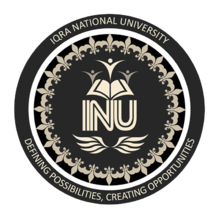 IQRA NATIONAL UNIVERSITY
INU
DEFINING POSSIBILITIES, CREATING OPPORTUNITIES